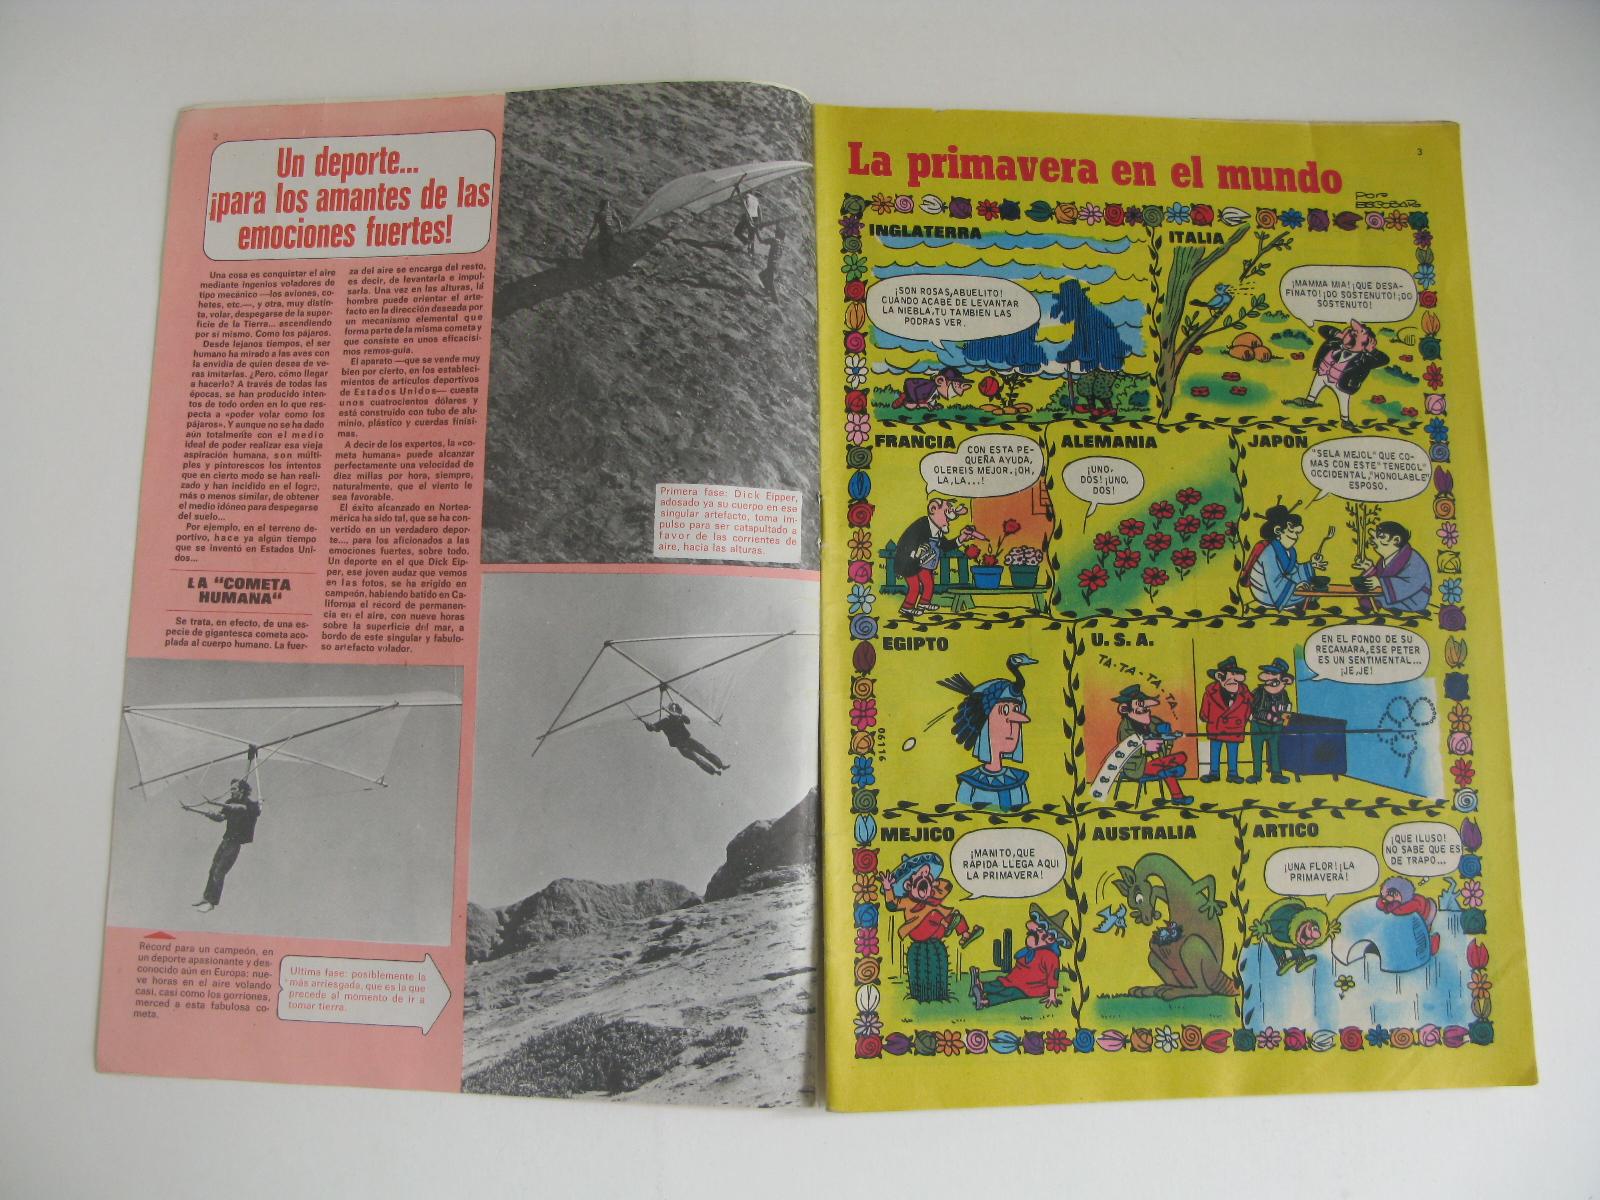 2
Un deporte...
¡para los amantes de las
emociones fuertes!
Una cosa es conquistar el aire
mediante ingenios voladores de
tipo mecánico —los aviones, co-
hetes, etc.—, y otra, muy distin-
ta, volar, despegarse de la super-
ficie de la Tierra... ascendiendo
por sí mismo. Como los pájaros.
Desde lejanos tiempos, el ser
humano ha mirado a las aves con
la envidia de quien desea de ve-
ras imitarlas. ¿Pero, cómo llegar
a hacerlo? A través de todas las
épocas, se han producido inten-
tos de todo orden en lo que res-
pecta a «poder volar como los
pájaros». Y aunque no se ha dado
aún totalmente con el medio
ideal de poder realizar esa vieja
aspiración humana, son múlti-
ples y pintorescos los intentos
que en cierto modo se han reali-
zado y han incidido en el logro,
más o menos similar, de obtener
el medio idóneo para despegarse
del suelo...
Por ejemplo, en el terreno de-
portivo, hace ya algún tiempo
que se inventó en Estados Uni-
dos...
LA "COMETA
HUMANA"
Se trata, en efecto, de una es-
pecie de gigantesca cometa aco-
plada al cuerpo humano. La fuer-
za del aire se encarga del resto,
es decir, de levantarla e impul-
sarla. Una vez en las alturas, el
hombre puede orientar el arte-
facto en la dirección deseada por
un mecanismo elemental que
forma parte de la misma cometa y
que consiste en unos eficacísi-
mos remos-guía.
El aparato —que se vende muy
bien por cierto, en los estableci-
mientos de artículos deportivos
de Estados Unidos— cuesta
unos cuatrocientos dólares y
está construido con tubo de alu-
minio, plástico y cuerdas finísi-
mas.
A decir de los expertos, la «co-
meta humana» puede alcanzar
perfectamente una velocidad de
diez millas por hora, siempre,
naturalmente, que el viento le
sea favorable.
El éxito alcanzado en Nortea-
mérica ha sido tal, que se ha con-
vertido en un verdadero depor-
te..., para los aficionados a las
emociones fuertes, sobre todo.
Un deporte en el que Dick Eip-
per, ese joven audaz que vemos
en las fotos, se ha erigido en
campeón, habiendo batido en Ca-
lifornia el récord de permanen-
cia en el aire, con nueve horas
sobre la superficie del mar, a
bordo de este singular y fabulo-
so artefacto volador.
Primera fase: Dick Eipper,
adosado ya su cuerpo en ese
singular artefacto, toma im-
pulso para ser catapultado a
favor de las corrientes de
aire, hacia las alturas.
Récord para un campeón, en
un deporte apasionante y des-
conocido aún en Europa: nue-
ve horas en el aire volando
casi, casi como los gorriones,
merced a esta fabulosa co-
meta.
Ultima fase: posiblemente la
más arriesgada, que es la que
precede al momento de ir a
tomar tierra.
3
La primavera en el mundo
POR
ESCOBAR
INGLATERRA
¡SON ROSAS, ABUELITO!
CUANDO ACABE DE LEVANTAR
LA NIEBLA, TU TAMBIEN LAS
PODRAS VER.
ITALIA
¡MAMMA MIA! ¡QUE DESA-
FINATO! ¡DO SOSTENUTO! ¡DO
SOSTENUTO!
FRANCIA
CON ESTA PE-
QUEÑA AYUDA,
OLEREIS MEJOR. ¡OH,
LA, LA...!
ALEMANIA
¡UNO,
DOS! ¡UNO,
DOS!
JAPON
"SELA MEJOL" QUE CO-
MAS CON ESTE "TENEDOL"
OCCIDENTAL, "HONOLABLE"
ESPOSO.
EGIPTO
06116
U. S. A.
TA-TA-TA-TA-TA...
EN EL FONDO DE SU
RECAMARA, ESE PETER
ES UN SENTIMENTAL...
¡JE, JE!
MEJICO
¡MANITO, QUE
RAPIDA LLEGA AQUI
LA PRIMAVERA!
AUSTRALIA
ARTICO
¡UNA FLOR! ¡LA
PRIMAVERA!
¡QUE ILUSO!
NO SABE QUE ES
DE TRAPO...